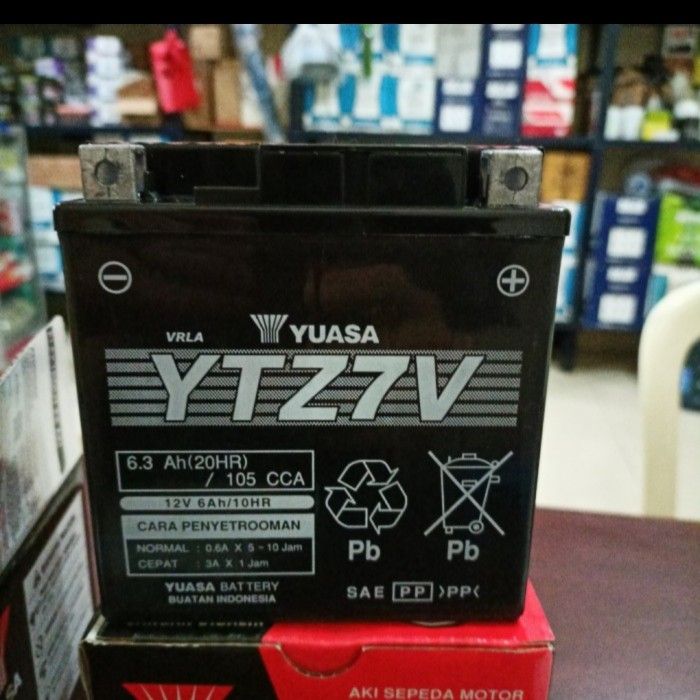 VRLA YUASA
YTZ7V
6.3 Ah(20HR)
/ 105 CCA
12V 6Ah/10HR
CARA PENYETROOMAN
NORMAL : 0.6A X 5 - 10 Jam
CEPAT : 3A X 1 Jam
YUASA BATTERY
BUATAN INDONESIA
Pb Pb
SAE PP >PP<
AKI SEPEDA MOTOR